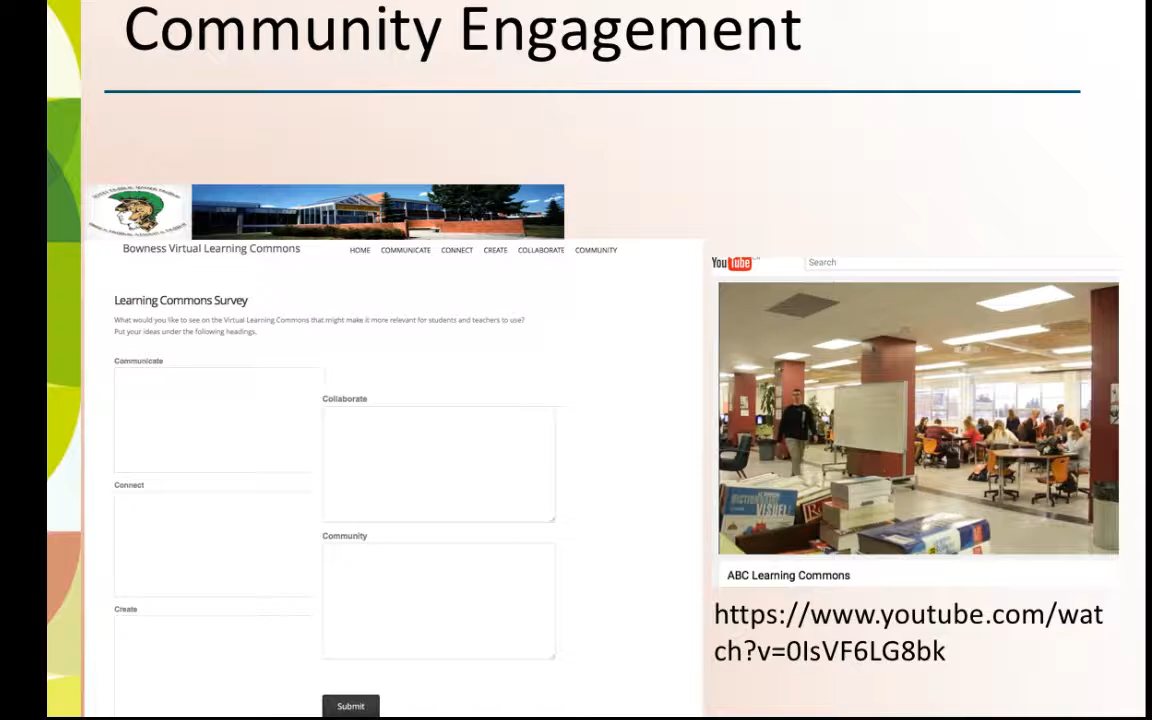 Community Engagement
Bowness Virtual Learning Commons
HOME COMMUNICATE CONNECT CREATE COLLABORATE COMMUNITY
Learning Commons Survey
What would you like to see on the Virtual Learning Commons that might make it more relevant for students and teachers to use?
Put your ideas under the following headings.
Communicate
Connect
Create
Collaborate
Community
Submit
YouTube
Search
VISUEL
ABC Learning Commons
https://www.youtube.com/wat
ch?v=0IsVF6LG8bk